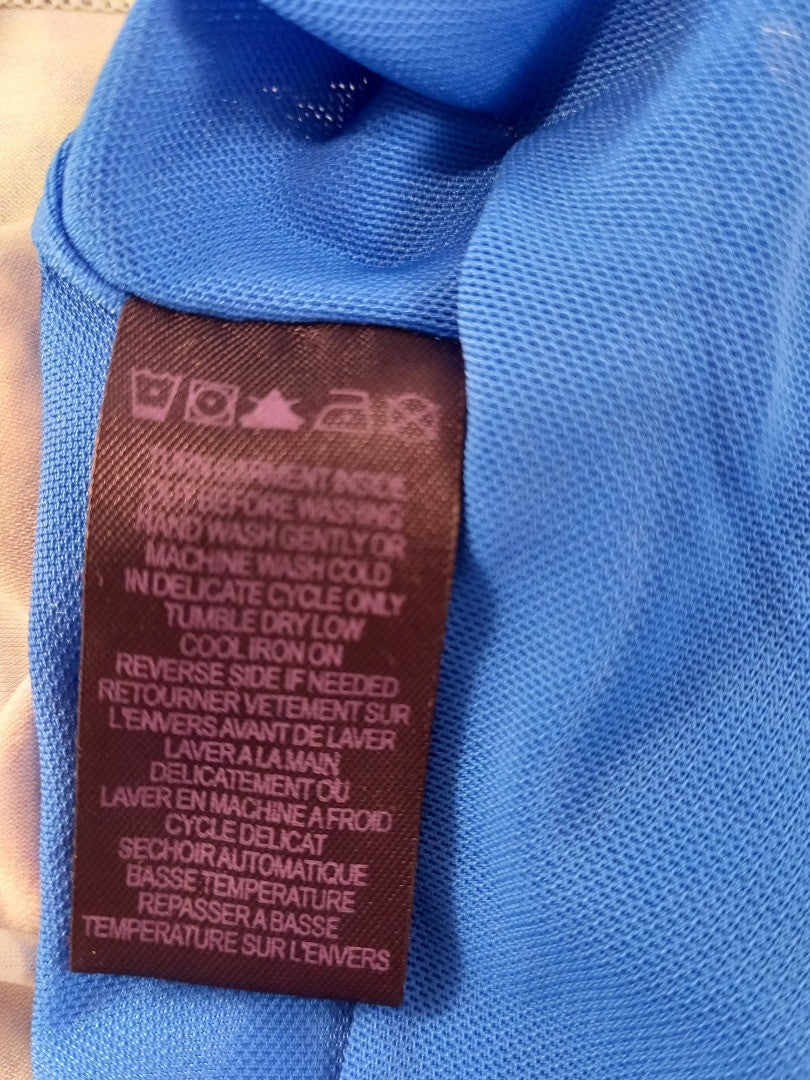 TURN GARMENT INSIDE
OUT BEFORE WASHING
HAND WASH GENTLY OR
MACHINE WASH COLD
IN DELICATE CYCLE ONLY
TUMBLE DRY LOW
COOL IRON ON
REVERSE SIDE IF NEEDED
RETOURNER VETEMENT SUR
L'ENVERS AVANT DE LAVER
LAVER A LA MAIN
DELICATEMENT OU
LAVER EN MACHINE A FROID
CYCLE DELICAT
SECHOIR AUTOMATIQUE
BASSE TEMPERATURE
REPASSER A BASSE
TEMPERATURE SUR L'ENVERS